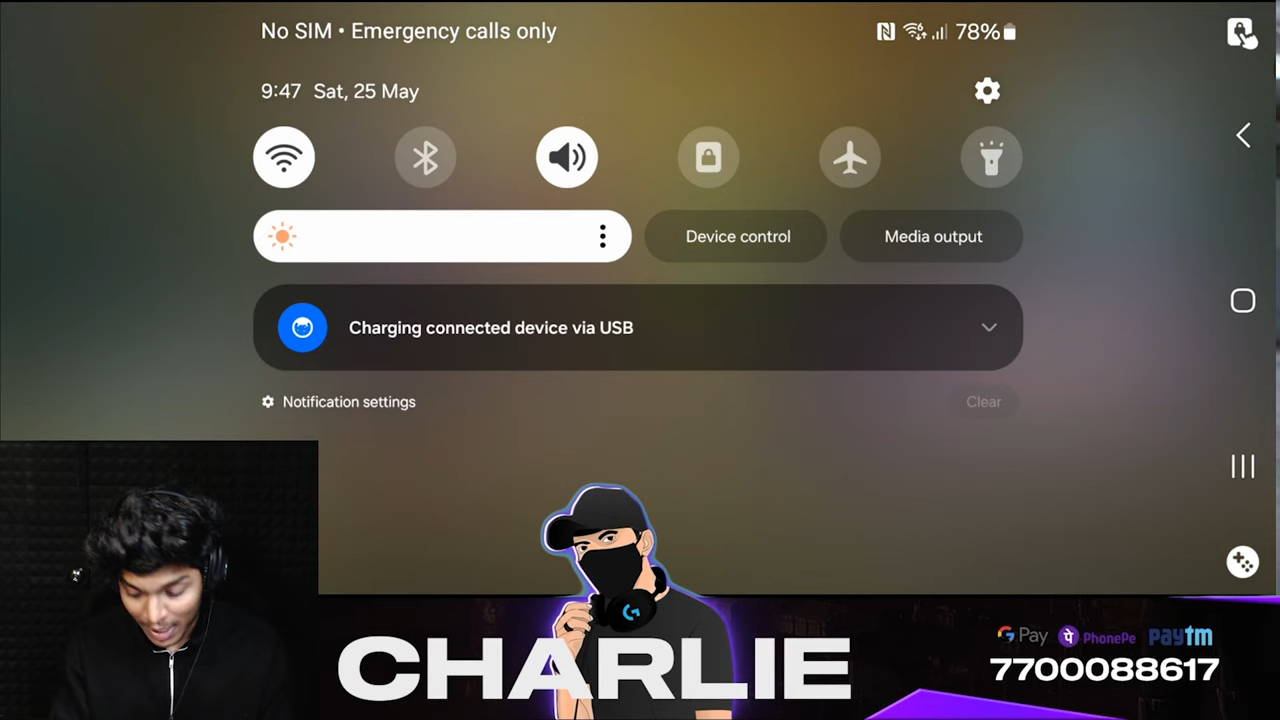 No SIM • Emergency calls only
78%
9:47 Sat, 25 May
Device control
Media output
Charging connected device via USB
Notification settings
Clear
CHARLIE
G Pay PhonePe paytm
7700088617